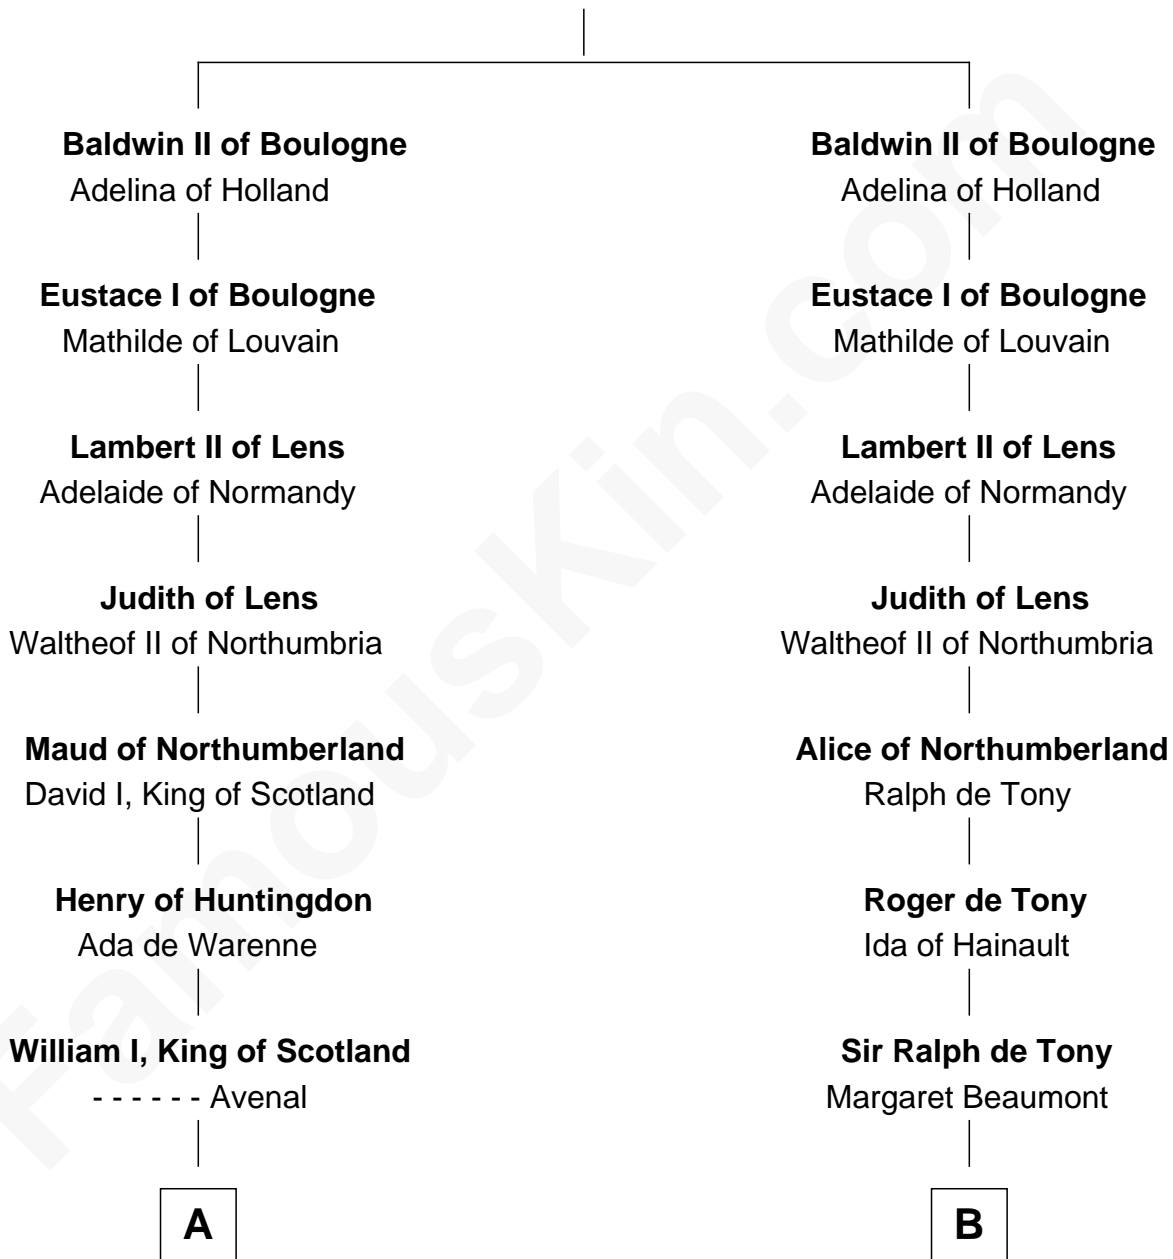 Baldwin II of Boulogne
Adelina of Holland
Eustace I of Boulogne
Mathilde of Louvain
Lambert II of Lens
Adelaide of Normandy
Judith of Lens
Waltheof II of Northumbria
Maud of Northumberland
David I, King of Scotland
Henry of Huntingdon
Ada de Warenne
William I, King of Scotland
- - - - - - Avenal
A
Baldwin II of Boulogne
Adelina of Holland
Eustace I of Boulogne
Mathilde of Louvain
Lambert II of Lens
Adelaide of Normandy
Judith of Lens
Waltheof II of Northumbria
Alice of Northumberland
Ralph de Tony
Roger de Tony
Ida of Hainault
Sir Ralph de Tony
Margaret Beaumont
B
FamousKin.com